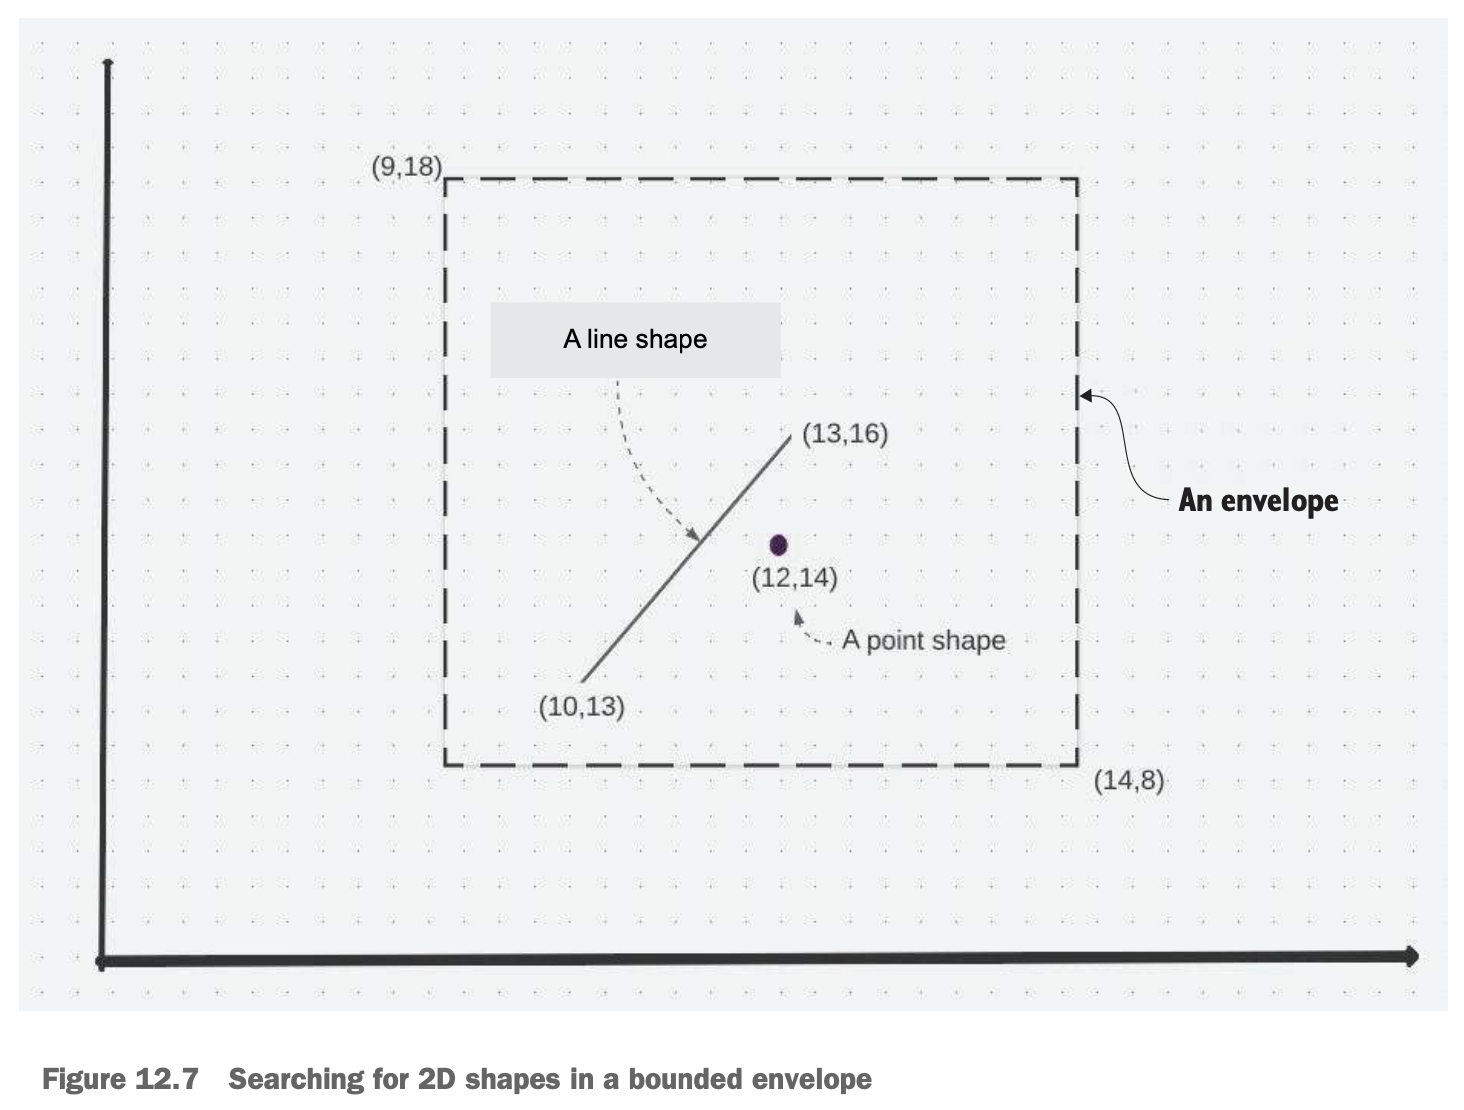 (9,18)
A line shape
(13,16)
An envelope
(12,14)
A point shape
(10,13)
(14,8)
Figure 12.7 Searching for 2D shapes in a bounded envelope